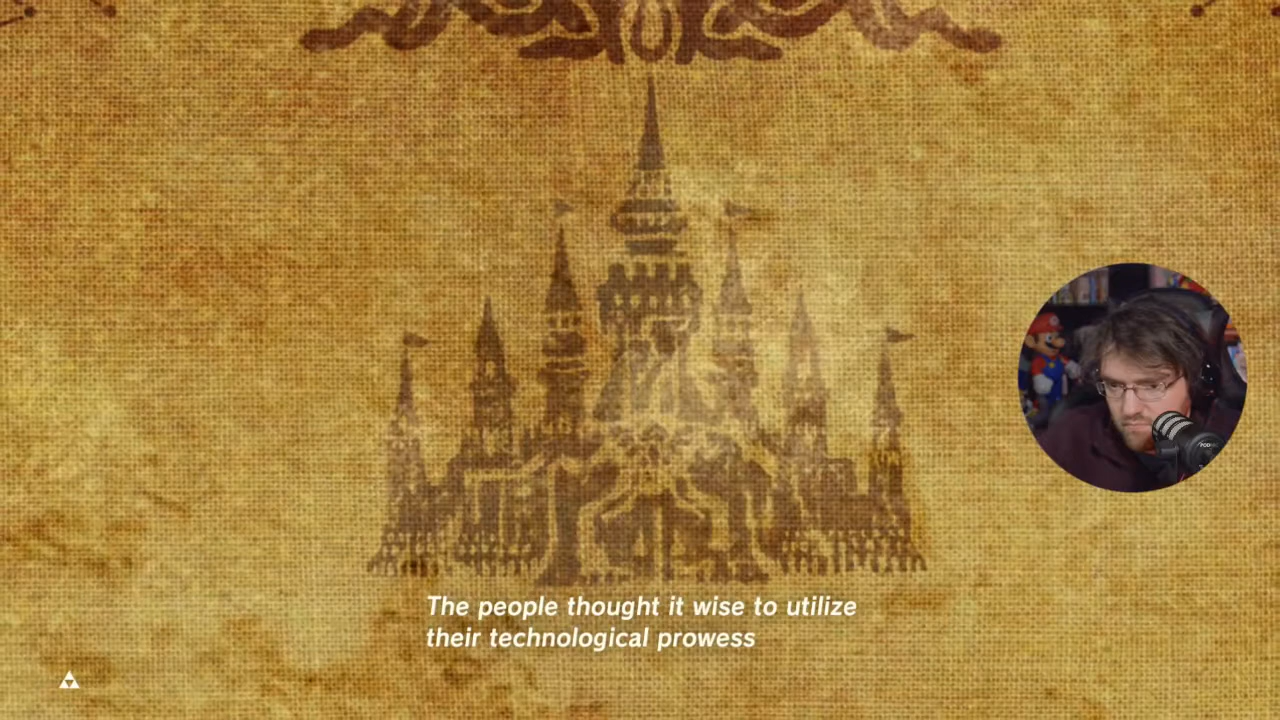 The people thought it wise to utilize
their technological prowess